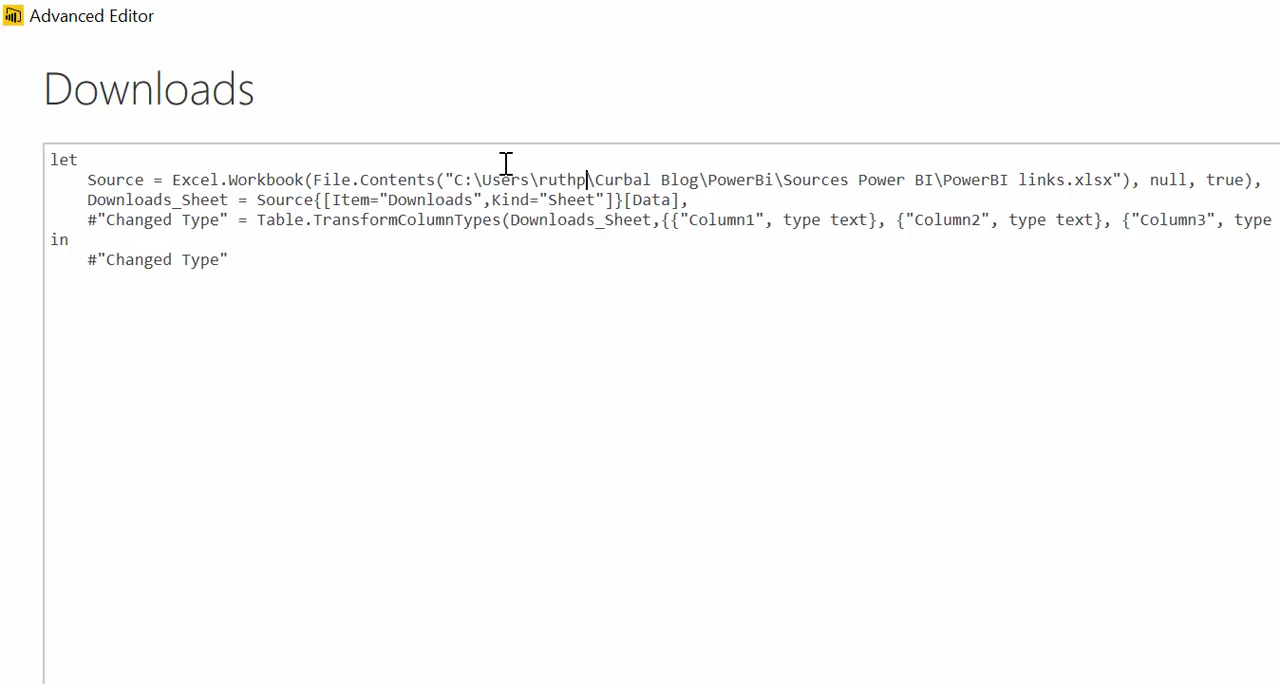 Advanced Editor
Downloads
let
Source = Excel.Workbook(File.Contents("C:\Users\ruthp\Curbal Blog\PowerBi\Sources Power BI\PowerBI links.xlsx"), null, true),
Downloads_Sheet = Source{[Item="Downloads",Kind="Sheet"]}[Data],
#"Changed Type" = Table.TransformColumnTypes(Downloads_Sheet,{{"Column1", type text}, {"Column2", type text}, {"Column3", type
in
#"Changed Type"